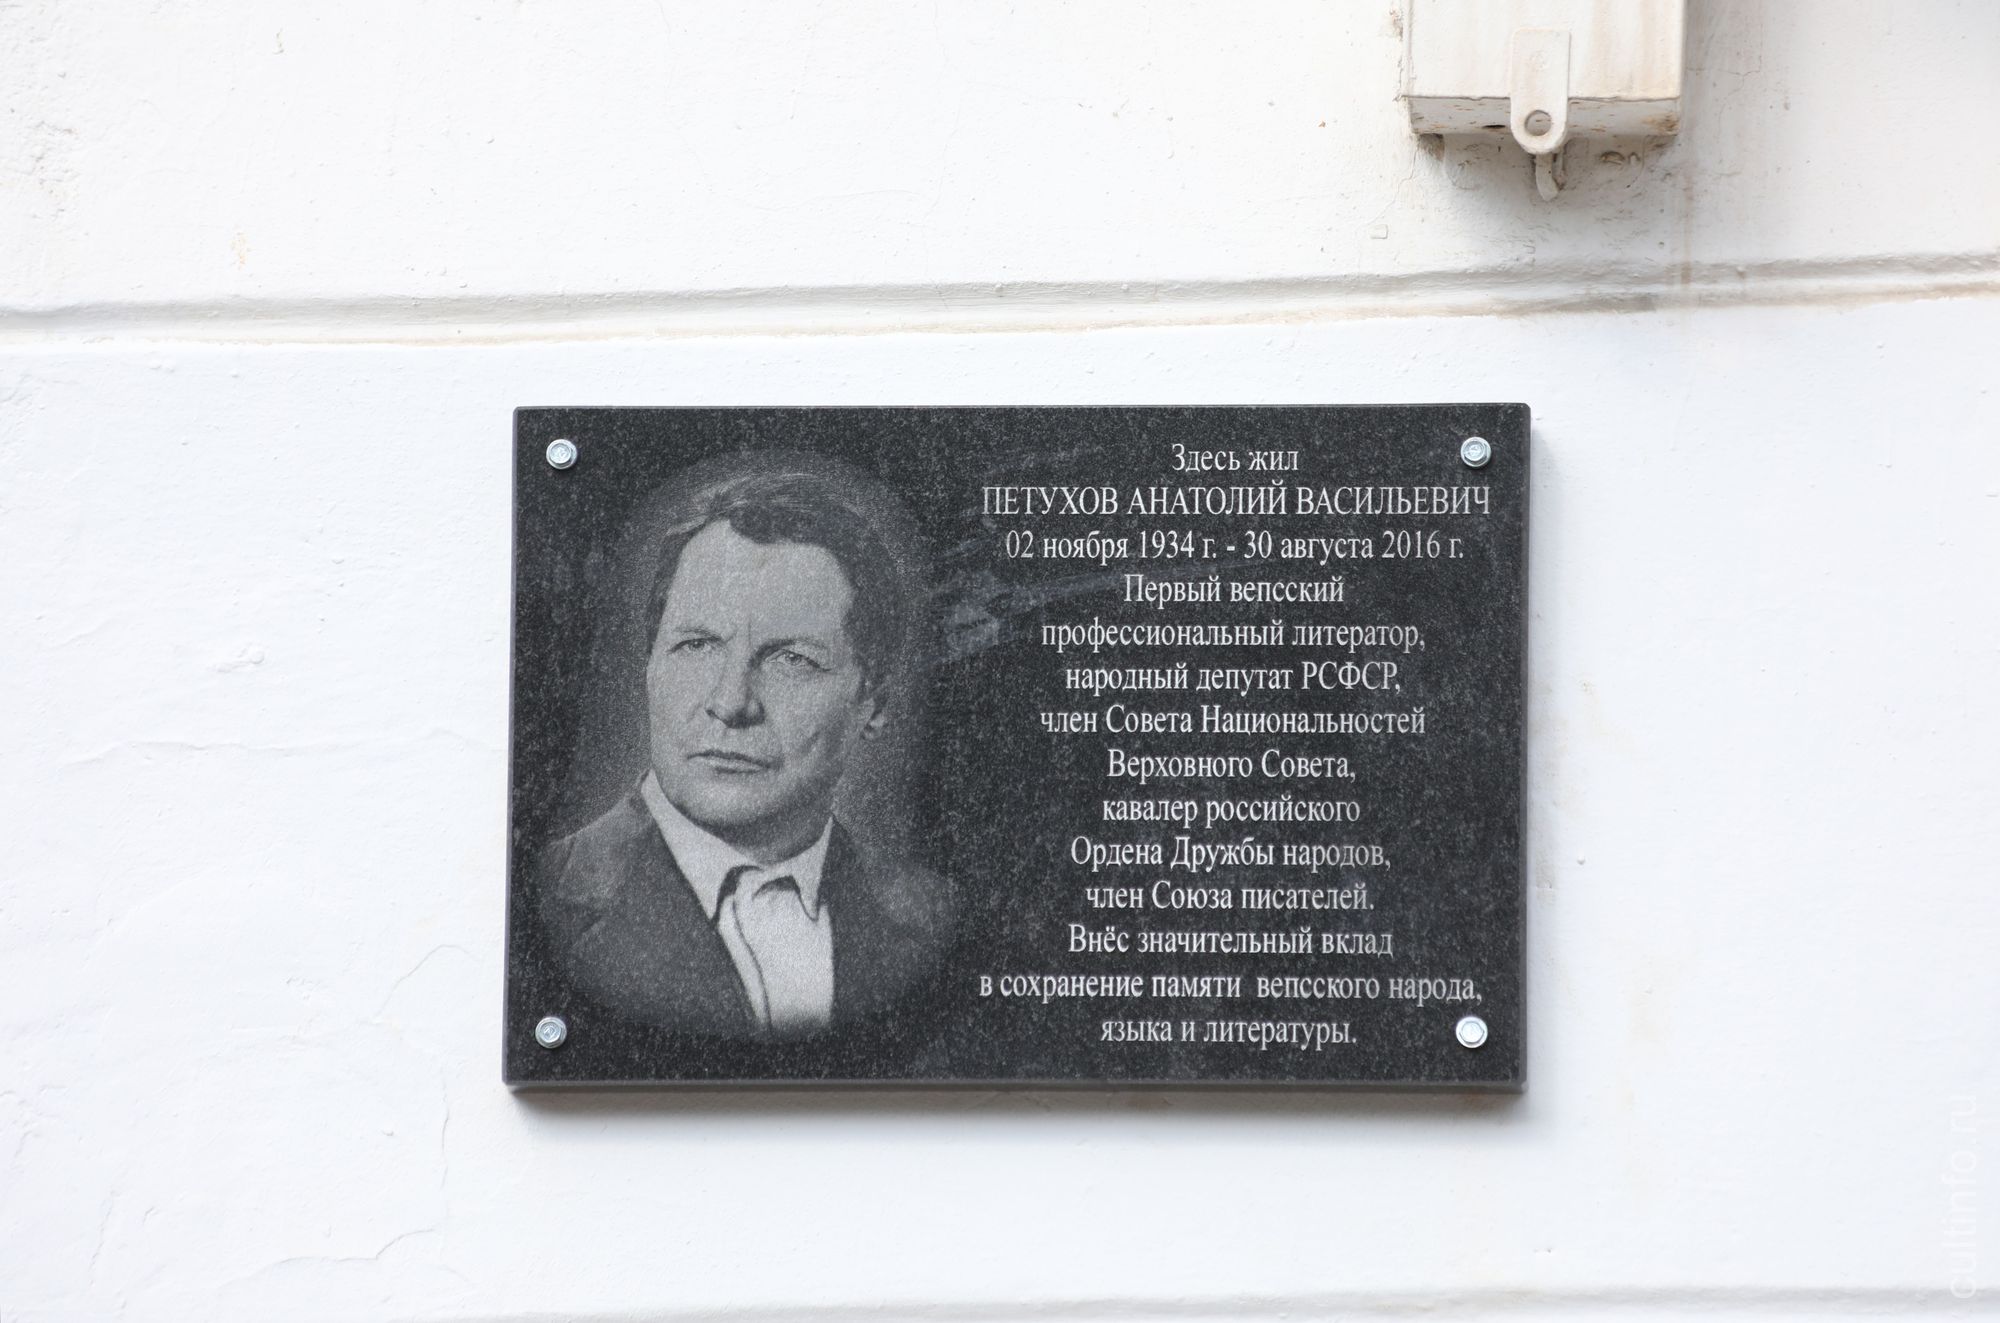 Здесь жил
ПЕТУХОВ АНАТОЛИЙ ВАСИЛЬЕВИЧ
02 ноября 1934 г. - 30 августа 2016 г.
Первый вепсский
профессиональный литератор,
народный депутат РСФСР,
член Совета Национальностей
Верховного Совета,
кавалер российского
Ордена Дружбы народов,
член Союза писателей.
Внёс значительный вклад
в сохранение памяти вепсского народа,
языка и литературы.
cultinfo.ru